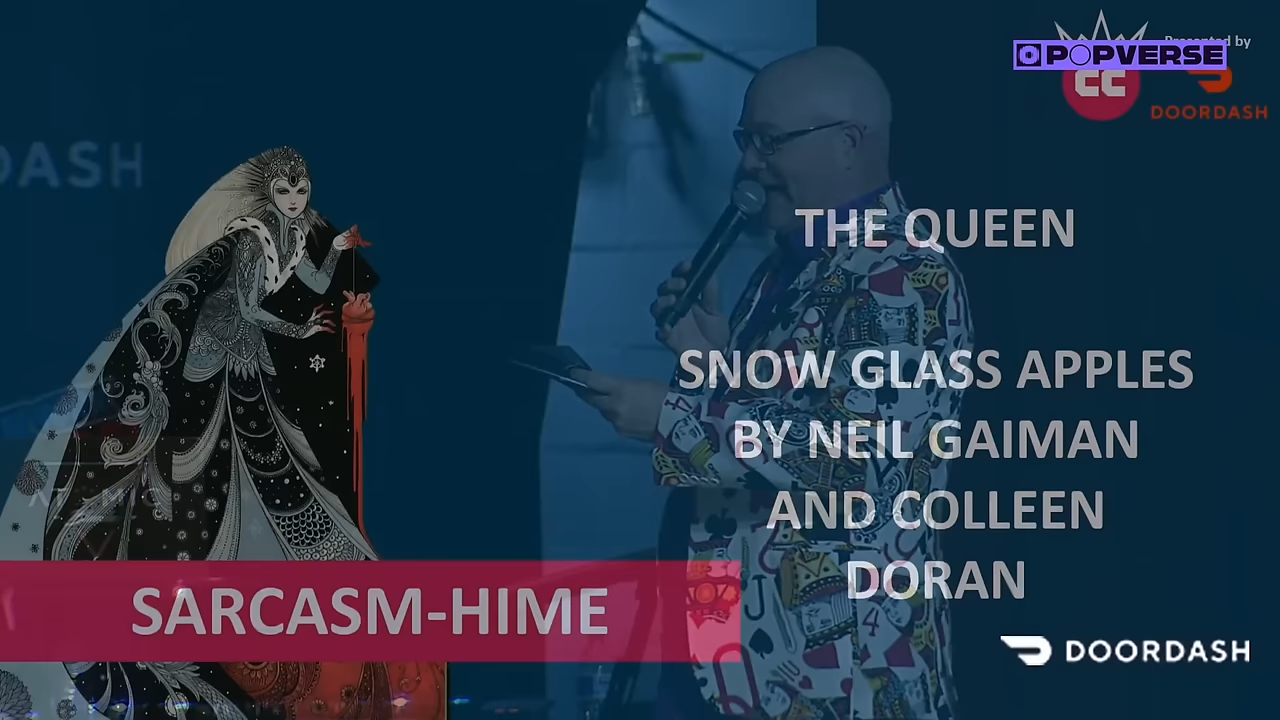 Presented by
POPVERSE
CC
DOORDASH
DASH
THE QUEEN
SNOW GLASS APPLES
BY NEIL GAIMAN
AND COLLEEN
DORAN
SARCASM-HIME
DOORDASH